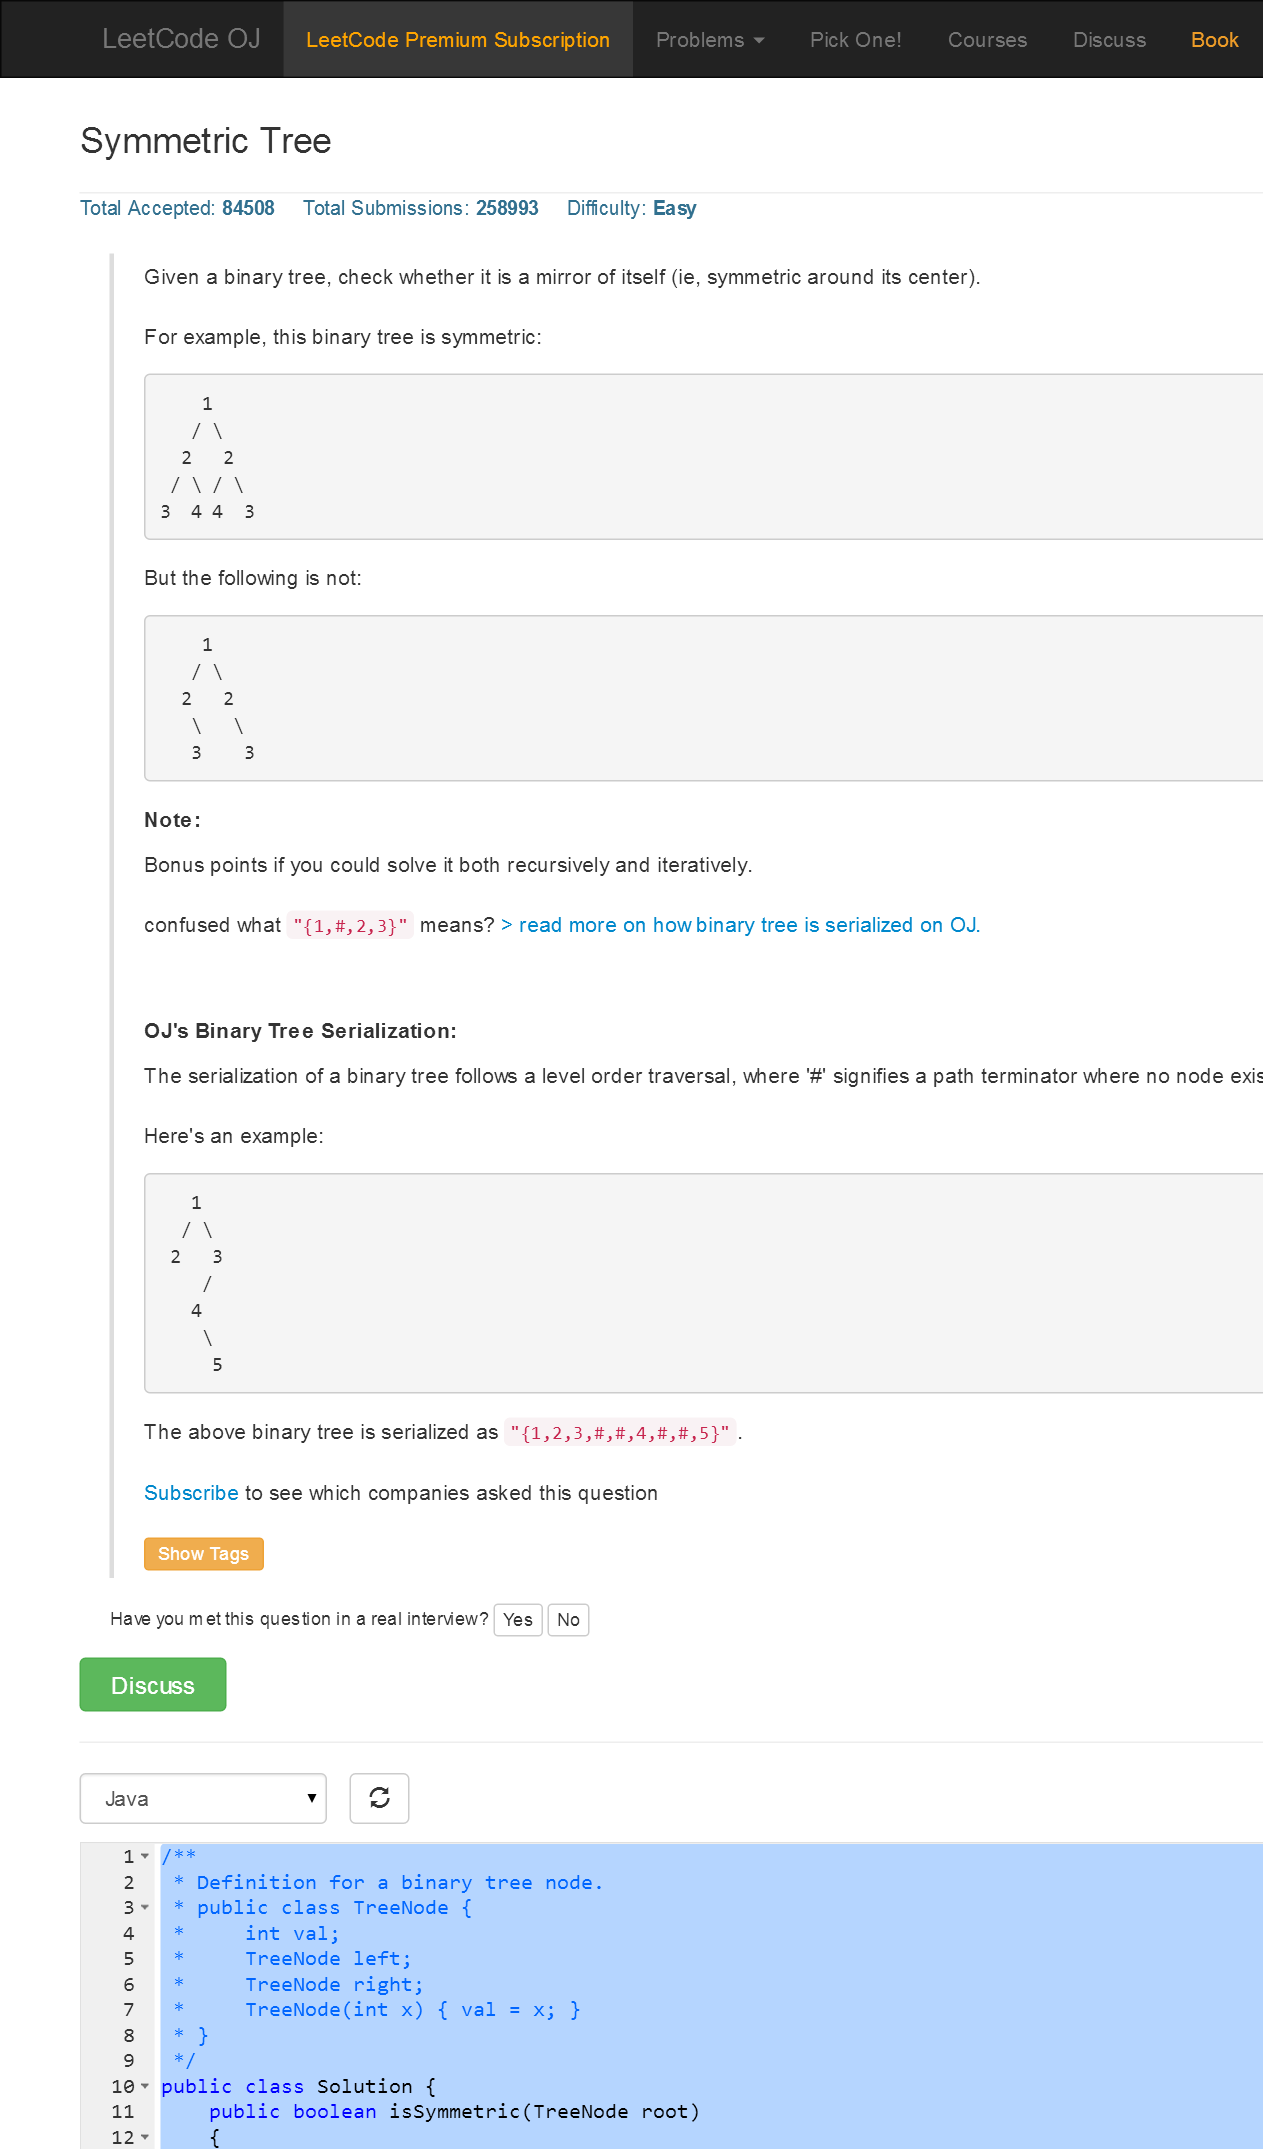 LeetCode OJ LeetCode Premium Subscription Problems Pick One! Courses Discuss Book
Symmetric Tree
Total Accepted: 84508 Total Submissions: 258993 Difficulty: Easy
Given a binary tree, check whether it is a mirror of itself (ie, symmetric around its center).
For example, this binary tree is symmetric:
    1
   / \
  2   2
 / \ / \
3  4 4  3
But the following is not:
    1
   / \
  2   2
   \   \
   3    3
Note:
Bonus points if you could solve it both recursively and iteratively.
confused what "{1,#,2,3}" means? > read more on how binary tree is serialized on OJ.
OJ's Binary Tree Serialization:
The serialization of a binary tree follows a level order traversal, where '#' signifies a path terminator where no node exis
Here's an example:
   1
  / \
 2   3
    /
   4
    \
     5
The above binary tree is serialized as "{1,2,3,#,#,4,#,#,5}".
Subscribe to see which companies asked this question
Show Tags
Have you met this question in a real interview? Yes No
Discuss
Java
1 /**
2  * Definition for a binary tree node.
3  * public class TreeNode {
4  *     int val;
5  *     TreeNode left;
6  *     TreeNode right;
7  *     TreeNode(int x) { val = x; }
8  * }
9  */
10 public class Solution {
11     public boolean isSymmetric(TreeNode root)
12     {